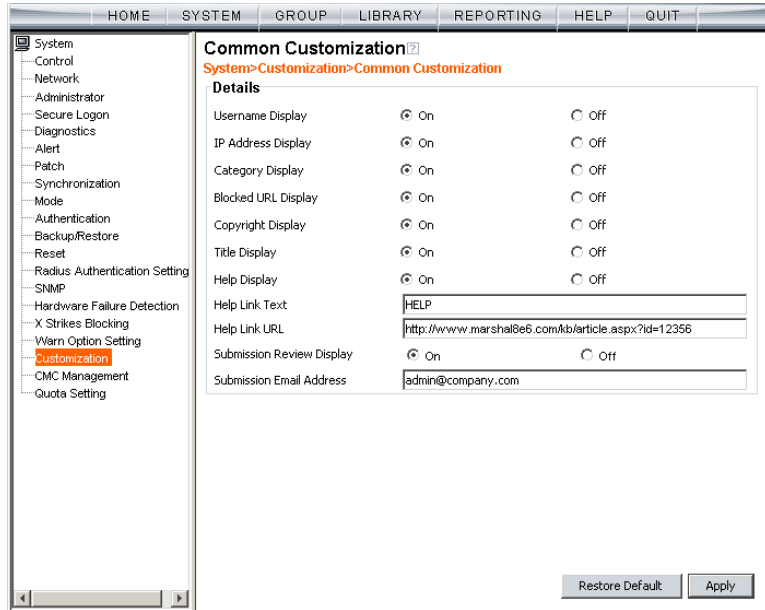 HOME SYSTEM GROUP LIBRARY REPORTING HELP QUIT
System
Control
Network
Administrator
Secure Logon
Diagnostics
Alert
Patch
Synchronization
Mode
Authentication
Backup/Restore
Reset
Radius Authentication Setting
SNMP
Hardware Failure Detection
X Strikes Blocking
Warn Option Setting
Customization
CMC Management
Quota Setting
Common Customization ?
System>Customization>Common Customization
Details
Username Display On Off
IP Address Display On Off
Category Display On Off
Blocked URL Display On Off
Copyright Display On Off
Title Display On Off
Help Display On Off
Help Link Text HELP
Help Link URL http://www.marshal8e6.com/kb/article.aspx?id=12356
Submission Review Display On Off
Submission Email Address admin@company.com
Restore Default Apply